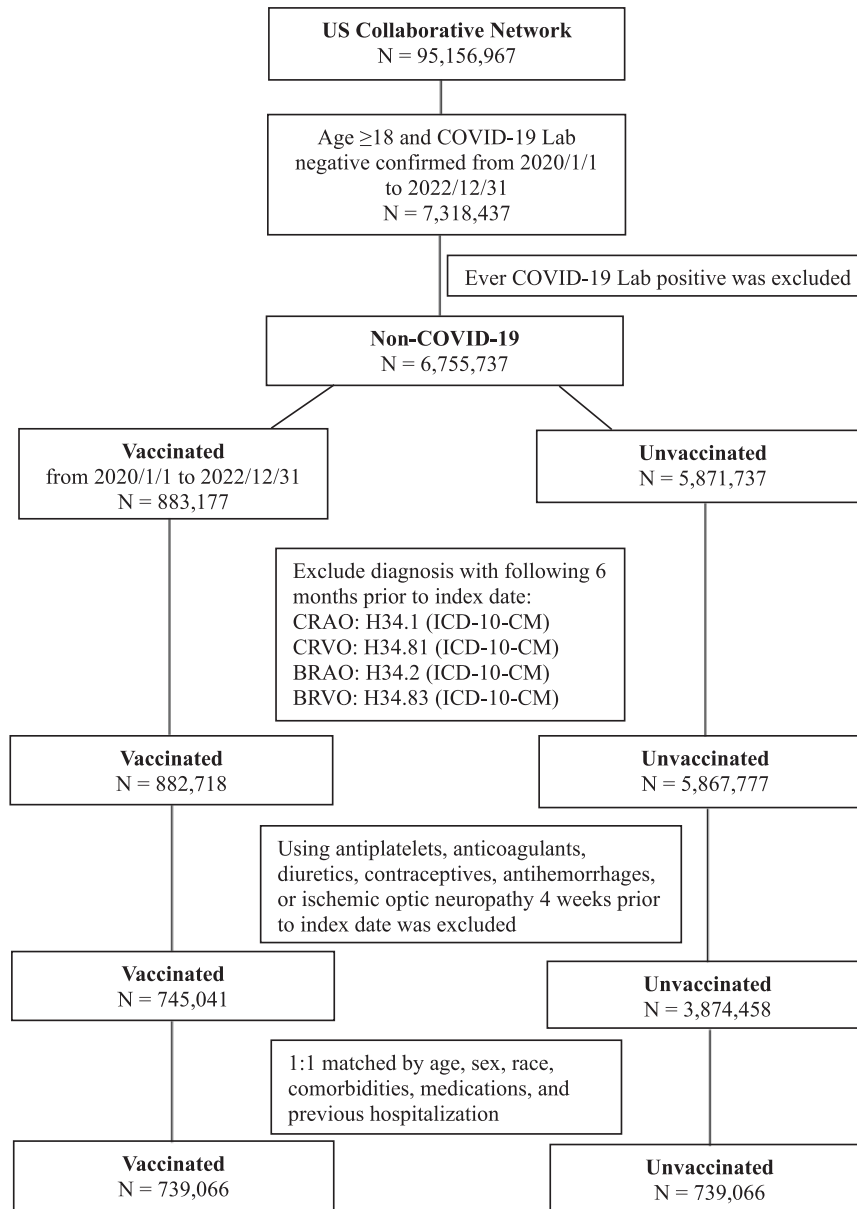 US Collaborative Network
N = 95,156,967
Age ≥18 and COVID-19 Lab
negative confirmed from 2020/1/1
to 2022/12/31
N = 7,318,437
Ever COVID-19 Lab positive was excluded
Non-COVID-19
N = 6,755,737
Vaccinated
from 2020/1/1 to 2022/12/31
N = 883,177
Unvaccinated
N = 5,871,737
Exclude diagnosis with following 6
months prior to index date:
CRAO: H34.1 (ICD-10-CM)
CRVO: H34.81 (ICD-10-CM)
BRAO: H34.2 (ICD-10-CM)
BRVO: H34.83 (ICD-10-CM)
Vaccinated
N = 882,718
Unvaccinated
N = 5,867,777
Using antiplatelets, anticoagulants,
diuretics, contraceptives, antihemorrhages,
or ischemic optic neuropathy 4 weeks prior
to index date was excluded
Vaccinated
N = 745,041
Unvaccinated
N = 3,874,458
1:1 matched by age, sex, race,
comorbidities, medications, and
previous hospitalization
Vaccinated
N = 739,066
Unvaccinated
N = 739,066